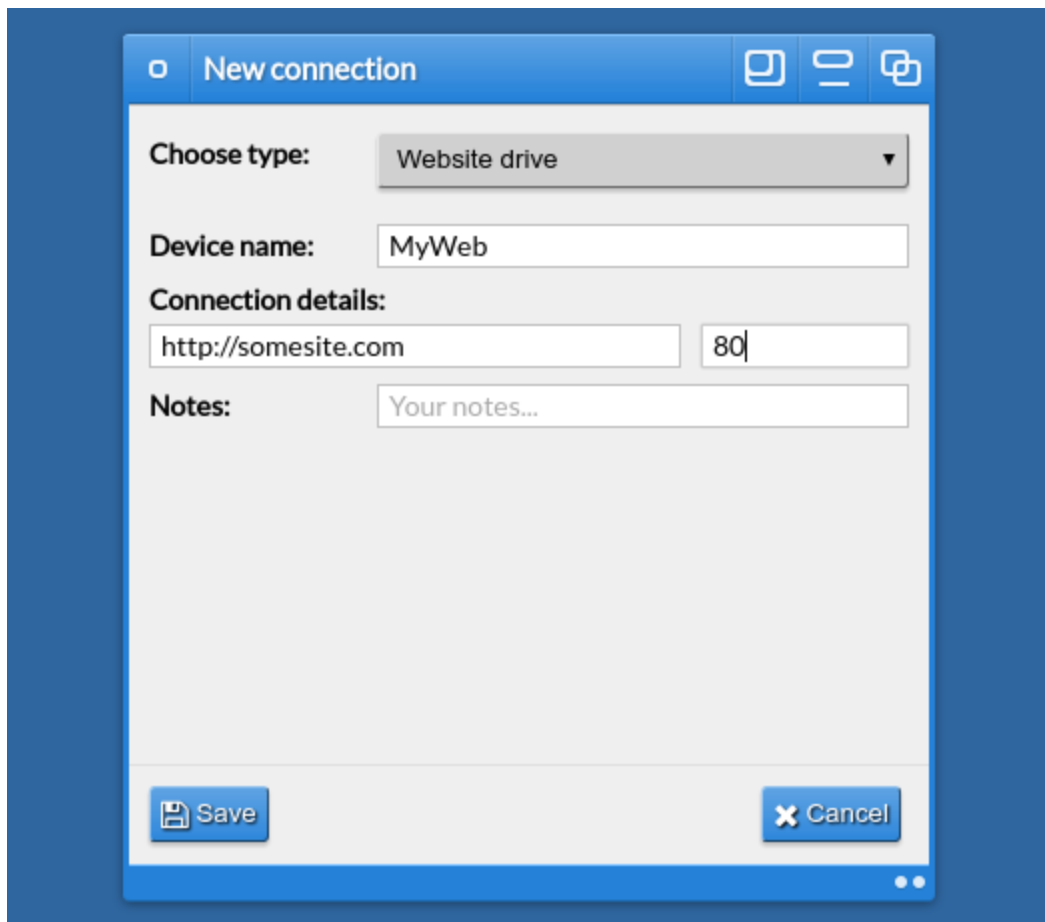 New connection
Choose type: Website drive
Device name: MyWeb
Connection details:
http://somesite.com 80
Notes: Your notes...
Save Cancel